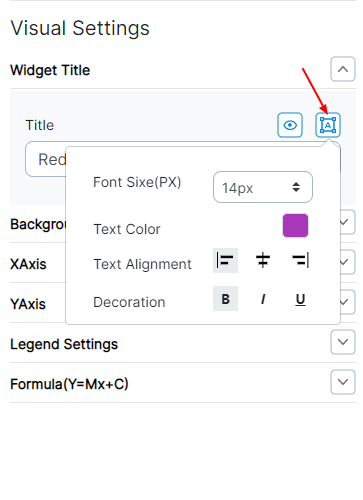 Visual Settings
Widget Title
Title
A
Red
Font Sixe(PX)
14px
Text Color
Text Alignment
Decoration
B I U
Backgrou
XAxis
YAxis
Legend Settings
Formula(Y=Mx+C)